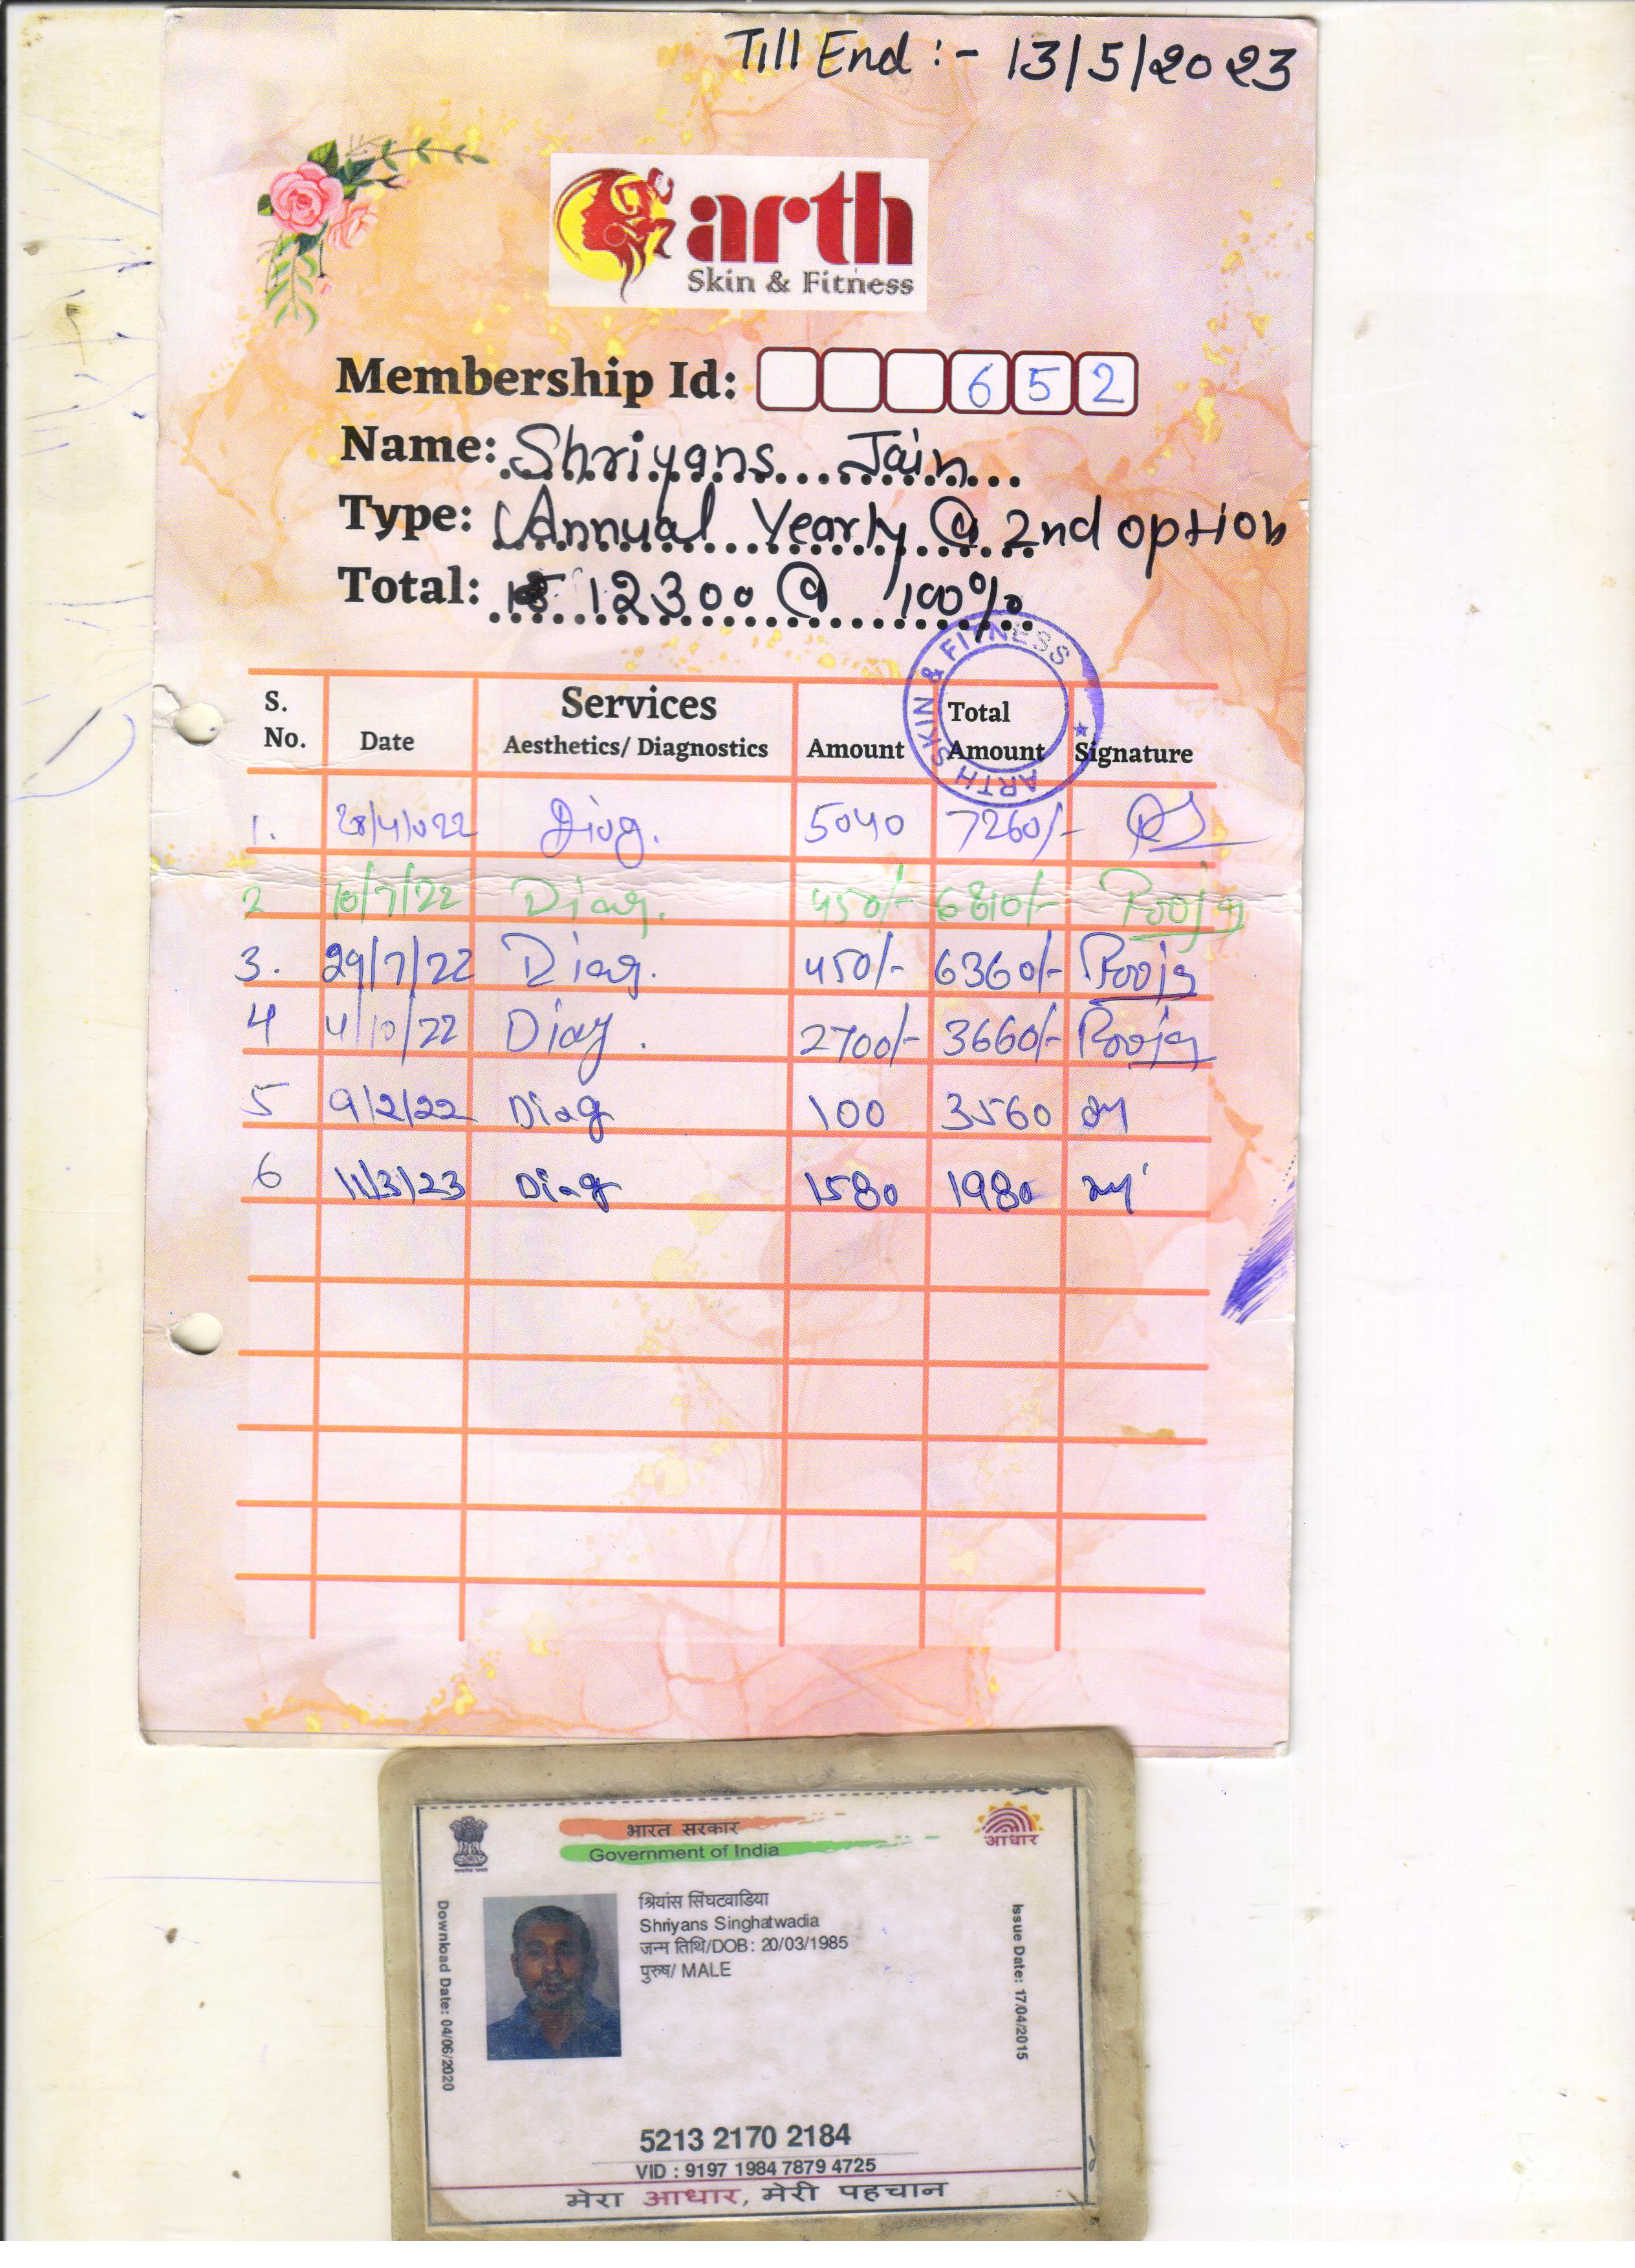 Till End :- 13/5/2023
arth
Skin & Fitness
Membership Id: 652
Name: Shriyans Jain
Type: Annual Yearly @ 2nd option
Total: 12300 @ 100%
ARTH SKIN & FITNESS
S. No. Date Services Aesthetics/ Diagnostics Amount Total Amount Signature
1. 28/4/022 Diag. 5040 7260/-
2 10/7/22 Diag. 450/- 6810/- Pooja
3. 29/7/22 Diag. 450/- 6360/- Pooja
4 4/10/22 Diag. 2700/- 3660/- Pooja
5 9/2/22 Diag 100 3560
6 11/3/23 Diag 1580 1980
भारत सरकार
Government of India
आधार
श्रियांस सिंघटवाडिया
Shriyans Singhatwadia
जन्म तिथि/DOB: 20/03/1985
पुरुष/ MALE
Download Date: 04/06/2020
Issue Date: 17/04/2015
5213 2170 2184
VID : 9197 1984 7879 4725
मेरा आधार, मेरी पहचान